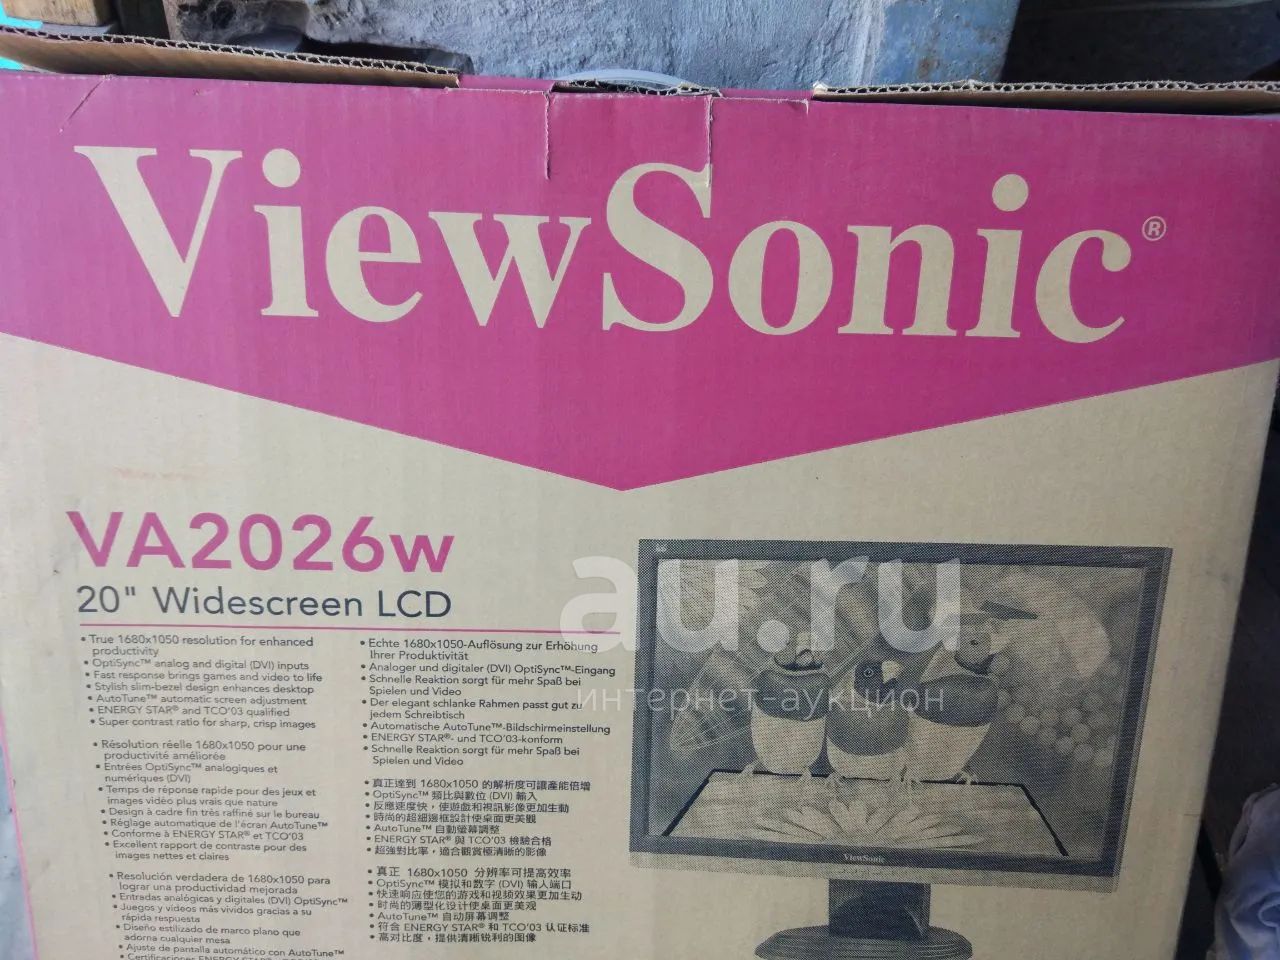 ViewSonic®
VA2026w
20" Widescreen LCD
• True 1680x1050 resolution for enhanced
productivity
• OptiSync™ analog and digital (DVI) inputs
• Fast response brings games and video to life
• Stylish slim-bezel design enhances desktop
• AutoTune™ automatic screen adjustment
• ENERGY STAR® and TCO'03 qualified
• Super contrast ratio for sharp, crisp images
• Résolution réelle 1680x1050 pour une
productivité améliorée
• Entrées OptiSync™ analogiques et
numériques (DVI)
• Temps de réponse rapide pour des jeux et
images vidéo plus vrais que nature
• Design à cadre fin très raffiné sur le bureau
• Réglage automatique de l'écran AutoTune™
• Conforme à ENERGY STAR® et TCO'03
• Excellent rapport de contraste pour des
images nettes et claires
• Resolución verdadera de 1680x1050 para
lograr una productividad mejorada
• Entradas analógicas y digitales (DVI) OptiSync™
• Juegos y videos más vívidos gracias a su
rápida respuesta
• Diseño estilizado de marco plano que
adorna cualquier mesa
• Ajuste de pantalla automático con AutoTune™
• Certificaciones ENERGY STAR®
• Echte 1680x1050-Auflösung zur Erhöhung
Ihrer Produktivität
• Analoger und digitaler (DVI) OptiSync™-Eingang
• Schnelle Reaktion sorgt für mehr Spaß bei
Spielen und Video
• Der elegant schlanke Rahmen passt gut zu
jedem Schreibtisch
• Automatische AutoTune™-Bildschirmeinstellung
• ENERGY STAR®- und TCO'03-konform
• Schnelle Reaktion sorgt für mehr Spaß bei
Spielen und Video
• 真正達到 1680x1050 的解析度可讓產能倍增
• OptiSync™ 類比與數位 (DVI) 輸入
• 反應速度快，使遊戲和視訊影像更加生動
• 時尚的超細邊框設計使桌面更美觀
• AutoTune™ 自動螢幕調整
• ENERGY STAR® 與 TCO'03 檢驗合格
• 超強對比率，適合觀賞極清晰的影像
• 真正 1680x1050 分辨率可提高效率
• OptiSync™ 模拟和数字 (DVI) 输入端口
• 快速响应使您的游戏和视频效果更加生动
• 时尚的薄型化设计使桌面更美观
• AutoTune™ 自动屏幕调整
• 符合 ENERGY STAR® 和 TCO'03 认证标准
• 高对比度，提供清晰锐利的图像
ViewSonic
au.ru
интернет-аукцион